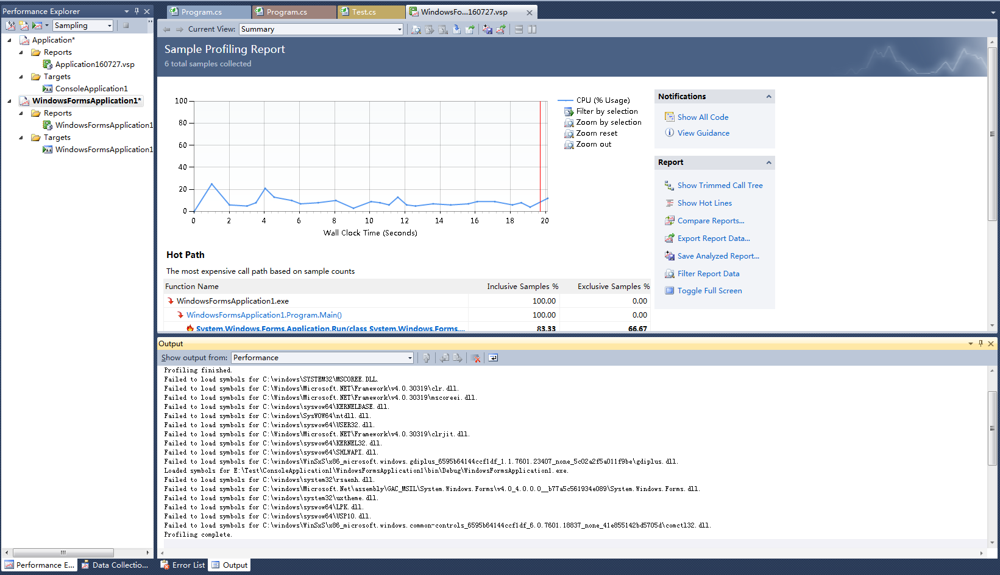 Performance Explorer
Sampling
Application*
Reports
Application160727.vsp
Targets
ConsoleApplication1
WindowsFormsApplication1*
Reports
WindowsFormsApplication1
Targets
WindowsFormsApplication1
Performance E...
Data Collectio...
Program.cs
Program.cs
Test.cs
WindowsFo...160727.vsp
Current View:
Summary
Sample Profiling Report
6 total samples collected
100
80
60
40
20
0
0 2 4 6 8 10 12 14 16 18 20
Wall Clock Time (Seconds)
CPU (% Usage)
Filter by selection
Zoom by selection
Zoom reset
Zoom out
Notifications
Show All Code
View Guidance
Report
Show Trimmed Call Tree
Show Hot Lines
Compare Reports...
Export Report Data...
Save Analyzed Report...
Filter Report Data
Toggle Full Screen
Hot Path
The most expensive call path based on sample counts
Function Name Inclusive Samples % Exclusive Samples %
WindowsFormsApplication1.exe 100.00 0.00
WindowsFormsApplication1.Program.Main() 100.00 0.00
System.Windows.Forms.Application.Run(class System.Windows.Forms.... 83.33 66.67
Output
Show output from: Performance
Profiling finished.
Failed to load symbols for C:\windows\SYSTEM32\MSCOREE.DLL.
Failed to load symbols for C:\Windows\Microsoft.NET\Framework\v4.0.30319\clr.dll.
Failed to load symbols for C:\Windows\Microsoft.NET\Framework\v4.0.30319\mscoreei.dll.
Failed to load symbols for C:\windows\syswow64\KERNELBASE.dll.
Failed to load symbols for C:\windows\SysWOW64\ntdll.dll.
Failed to load symbols for C:\windows\syswow64\USER32.dll.
Failed to load symbols for C:\Windows\Microsoft.NET\Framework\v4.0.30319\clrjit.dll.
Failed to load symbols for C:\windows\syswow64\KERNEL32.dll.
Failed to load symbols for C:\windows\syswow64\SHLWAPI.dll.
Failed to load symbols for C:\windows\WinSxS\x86_microsoft.windows.gdiplus_6595b64144ccf1df_1.1.7601.23407_none_5c02a2f5a011f9be\gdiplus.dll.
Loaded symbols for E:\Test\ConsoleApplication1\WindowsFormsApplication1\bin\Debug\WindowsFormsApplication1.exe.
Failed to load symbols for C:\windows\system32\rsaenh.dll.
Failed to load symbols for C:\windows\Microsoft.Net\assembly\GAC_MSIL\System.Windows.Forms\v4.0_4.0.0.0__b77a5c561934e089\System.Windows.Forms.dll.
Failed to load symbols for C:\windows\system32\uxtheme.dll.
Failed to load symbols for C:\windows\syswow64\LPK.dll.
Failed to load symbols for C:\windows\syswow64\USP10.dll.
Failed to load symbols for C:\windows\WinSxS\x86_microsoft.windows.common-controls_6595b64144ccf1df_6.0.7601.18837_none_41e855142bd5705d\comctl32.dll.
Profiling complete.
Error List
Output